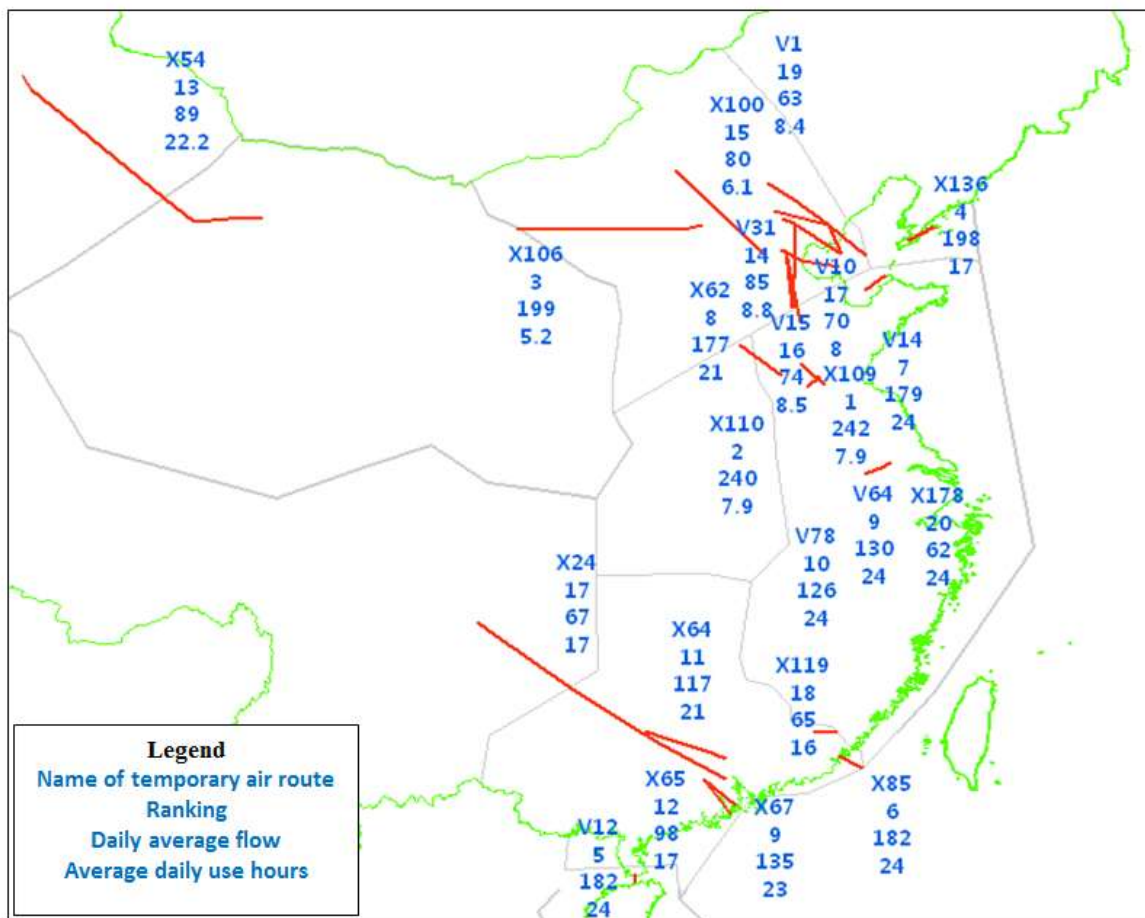 X54
13
89
22.2
V1
19
63
8.4
X100
15
80
6.1
X136
4
198
17
X106
3
199
5.2
V31
14
85
8.8
X62
8
177
21
V10
17
70
8
V15
16
74
8.5
V14
7
179
24
X109
1
242
7.9
X110
2
240
7.9
V64
9
130
24
X178
20
62
24
V78
10
126
24
X24
17
67
17
X64
11
117
21
X119
18
65
16
X65
12
98
17
X67
9
135
23
X85
6
182
24
V12
5
182
24
Legend
Name of temporary air route
Ranking
Daily average flow
Average daily use hours